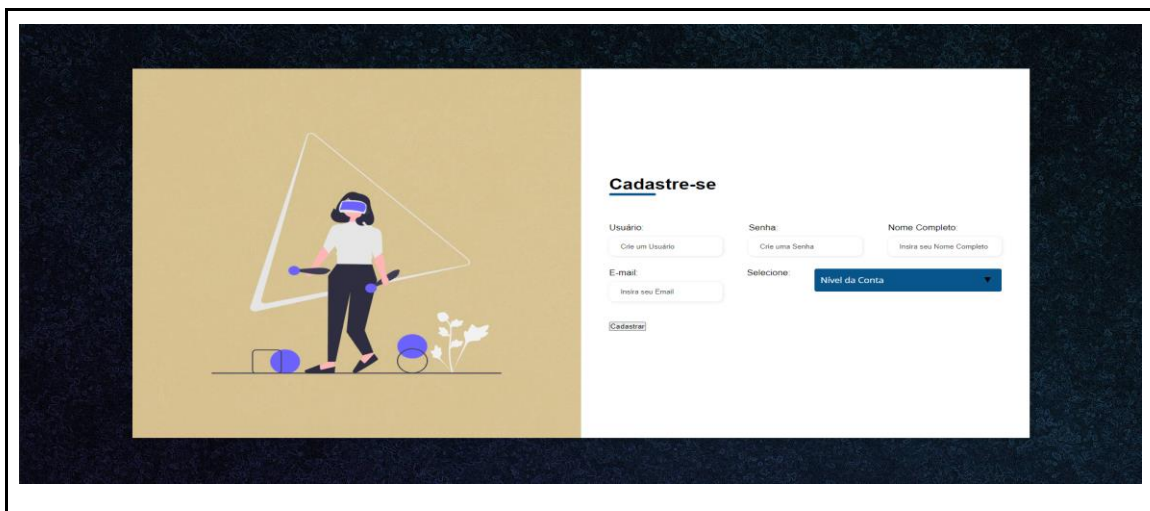 Cadastre-se
Usuário: Senha: Nome Completo:
Crie um Usuário Crie uma Senha Insira seu Nome Completo
E-mail: Selecione: Nível da Conta
Insira seu Email
Cadastrar